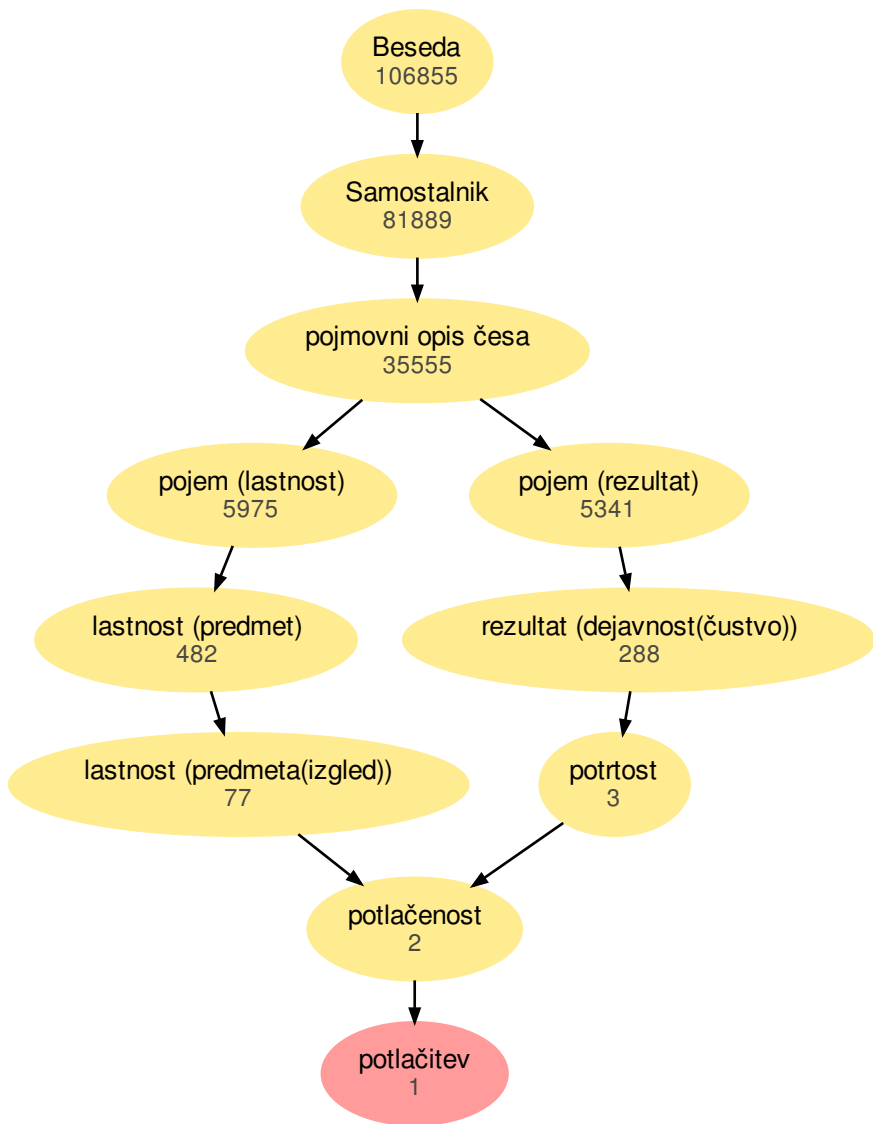 Beseda
106855
Samostalnik
81889
pojmovni opis česa
35555
pojem (lastnost)
5975
pojem (rezultat)
5341
lastnost (predmet)
482
rezultat (dejavnost(čustvo))
288
lastnost (predmeta(izgled))
77
potrtost
3
potlačenost
2
potlačitev
1